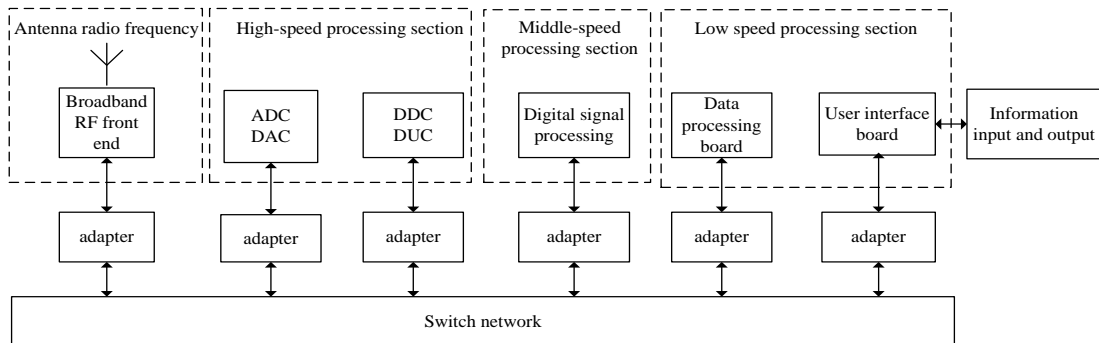 Antenna radio frequency
High-speed processing section
Middle-speed
processing section
Low speed processing section
Broadband
RF front
end
ADC
DAC
DDC
DUC
Digital signal
processing
Data
processing
board
User interface
board
Information
input and output
adapter
adapter
adapter
adapter
adapter
adapter
Switch network